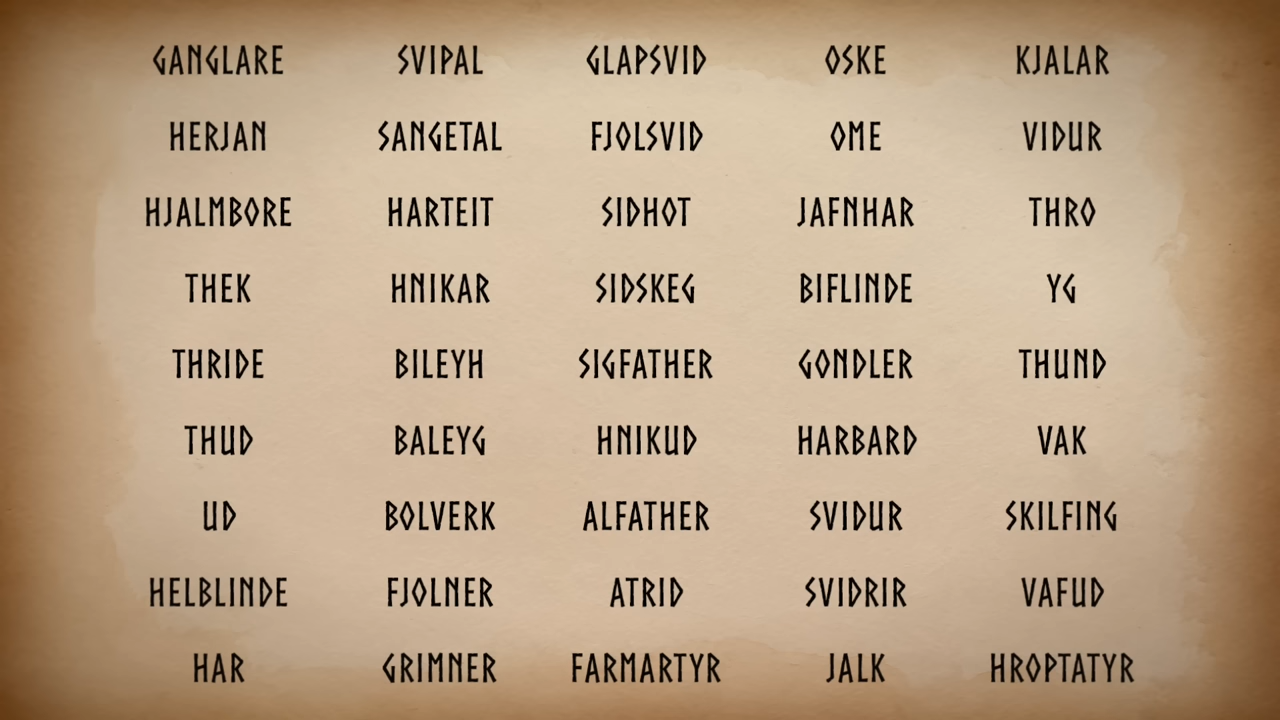 GANGLARE SVIPAL GLAPSVID OSKE KJALAR
HERJAN SANGETAL FJOLSVID OME VIDUR
HJALMBORE HARTEIT SIDHOT JAFNHAR THRO
THEK HNIKAR SIDSKEG BIFLINDE YG
THRIDE BILEYH SIGFATHER GONDLER THUND
THUD BALEYG HNIKUD HARBARD VAK
UD BOLVERK ALFATHER SVIDUR SKILFING
HELBLINDE FJOLNER ATRID SVIDRIR VAFUD
HAR GRIMNER FARMARTYR JALK HROPTATYR